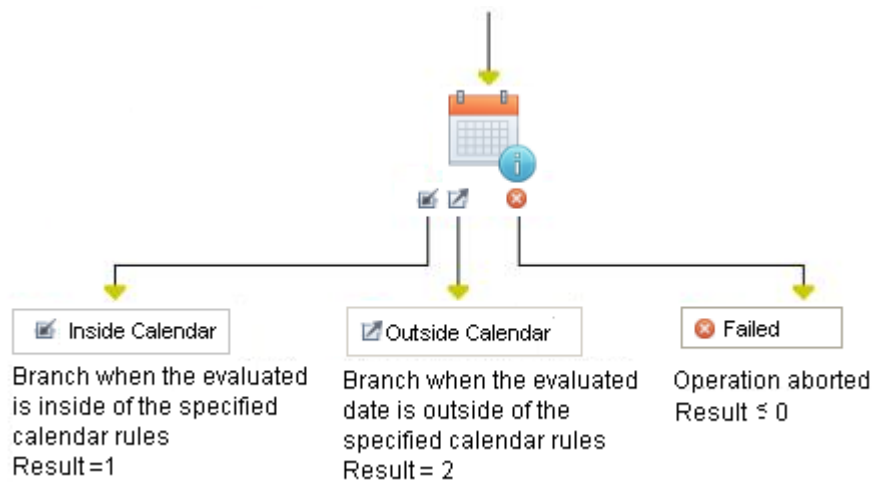 Inside Calendar
Branch when the evaluated
is inside of the specified
calendar rules
Result =1
Outside Calendar
Branch when the evaluated
date is outside of the
specified calendar rules
Result = 2
Failed
Operation aborted
Result ≤ 0